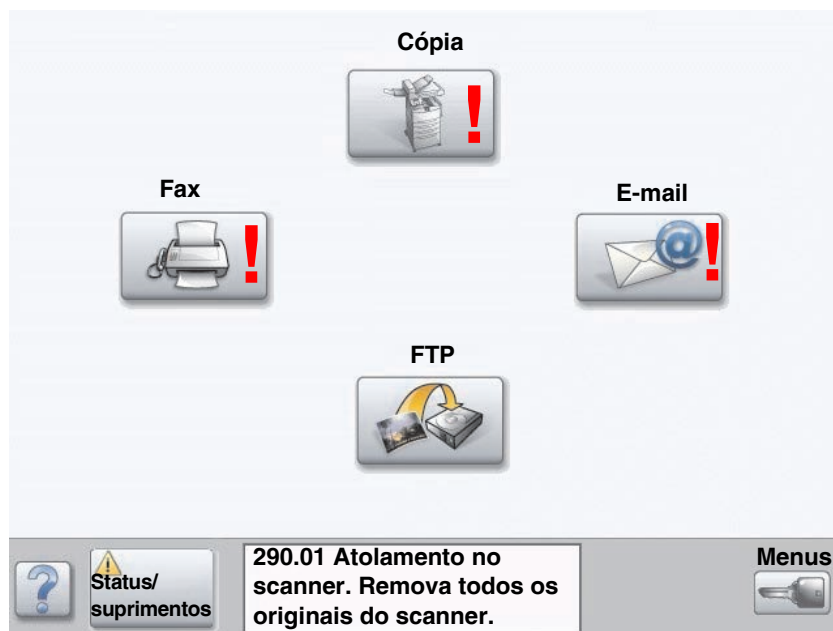 Cópia
Fax
E-mail
FTP
Status/
suprimentos
290.01 Atolamento no
scanner. Remova todos os
originais do scanner.
Menus